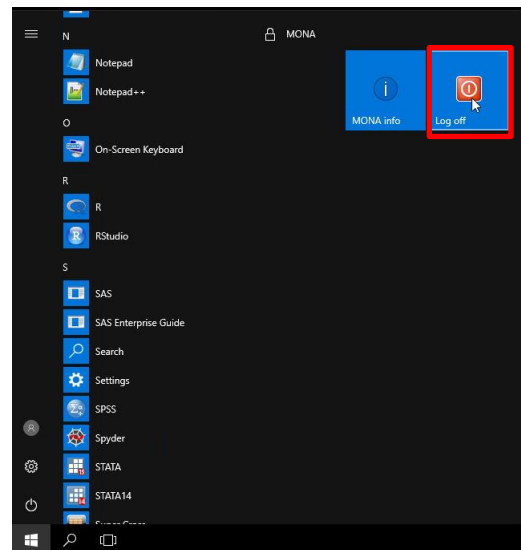 N
MONA
Notepad
Notepad++
MONA info
Log off
O
On-Screen Keyboard
R
R
RStudio
S
SAS
SAS Enterprise Guide
Search
Settings
SPSS
Spyder
STATA
STATA14